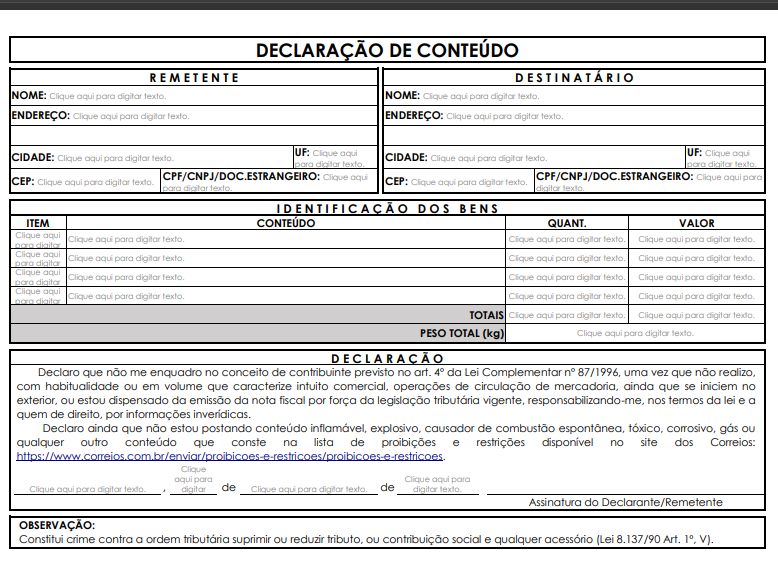 DECLARAÇÃO DE CONTEÚDO
R E M E T E N T E
NOME: Clique aqui para digitar texto.
ENDEREÇO: Clique aqui para digitar texto.
CIDADE: Clique aqui para digitar texto.
UF: Clique aqui
para digitar texto.
CEP: Clique aqui para digitar texto.
CPF/CNPJ/DOC.ESTRANGEIRO: Clique aqui
para digitar texto.
D E S T I N A T Á R I O
NOME: Clique aqui para digitar texto.
ENDEREÇO: Clique aqui para digitar texto.
CIDADE: Clique aqui para digitar texto.
UF: Clique aqui
para digitar texto.
CEP: Clique aqui para digitar texto.
CPF/CNPJ/DOC.ESTRANGEIRO: Clique aqui para
digitar texto.
I D E N T I F I C A Ç Ã O D O S B E N S
ITEM CONTEÚDO QUANT. VALOR
Clique aqui
para digitar
Clique aqui para digitar texto. Clique aqui para digitar texto. Clique aqui para digitar texto.
Clique aqui
para digitar
Clique aqui para digitar texto. Clique aqui para digitar texto. Clique aqui para digitar texto.
Clique aqui
para digitar
Clique aqui para digitar texto. Clique aqui para digitar texto. Clique aqui para digitar texto.
Clique aqui
para digitar
Clique aqui para digitar texto. Clique aqui para digitar texto. Clique aqui para digitar texto.
TOTAIS Clique aqui para digitar texto. Clique aqui para digitar texto.
PESO TOTAL (kg) Clique aqui para digitar texto.
D E C L A R A Ç Ã O
Declaro que não me enquadro no conceito de contribuinte previsto no art. 4º da Lei Complementar nº 87/1996, uma vez que não realizo,
com habitualidade ou em volume que caracterize intuito comercial, operações de circulação de mercadoria, ainda que se iniciem no
exterior, ou estou dispensado da emissão da nota fiscal por força da legislação tributária vigente, responsabilizando-me, nos termos da lei e a
quem de direito, por informações inverídicas.
Declaro ainda que não estou postando conteúdo inflamável, explosivo, causador de combustão espontânea, tóxico, corrosivo, gás ou
qualquer outro conteúdo que conste na lista de proibições e restrições disponível no site dos Correios:
https://www.correios.com.br/enviar/proibicoes-e-restricoes/proibicoes-e-restricoes.
Clique aqui para digitar texto. ,
Clique
aqui para
digitar
de Clique aqui para digitar texto. de
Clique aqui para
digitar texto.
Assinatura do Declarante/Remetente
OBSERVAÇÃO:
Constitui crime contra a ordem tributária suprimir ou reduzir tributo, ou contribuição social e qualquer acessório (Lei 8.137/90 Art. 1º, V).